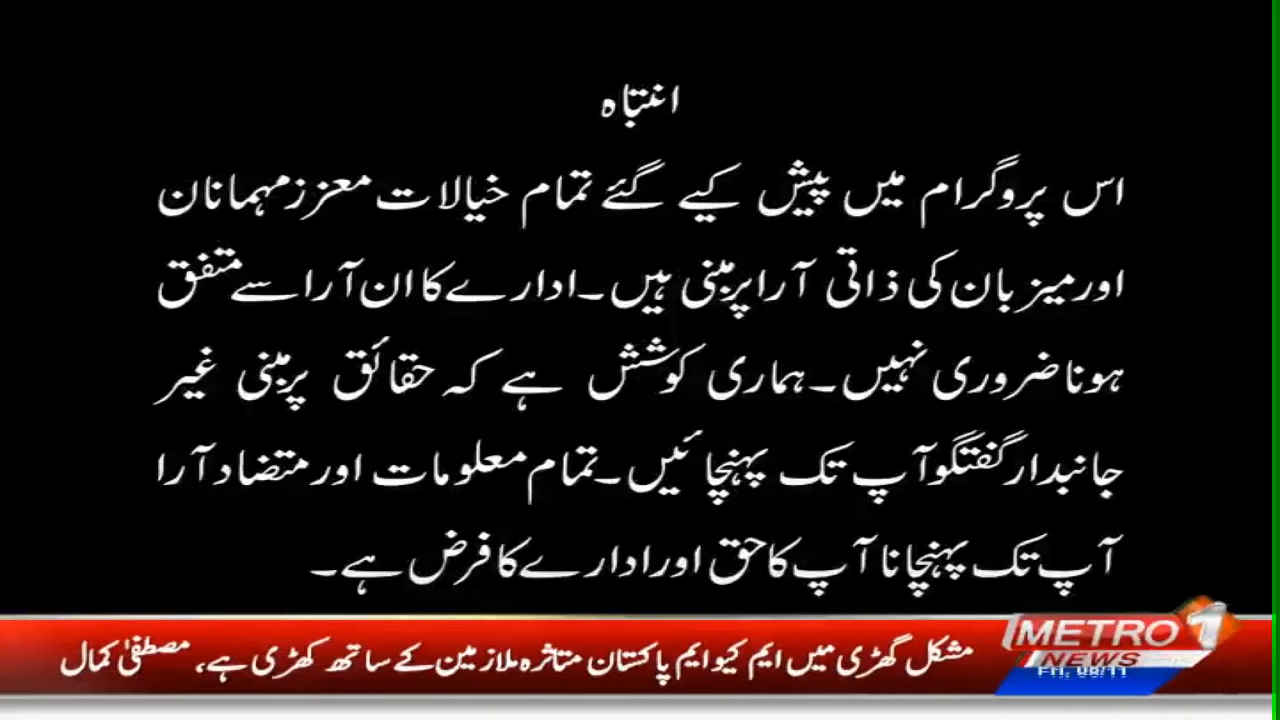 انتباہ
اس پروگرام میں پیش کیے گئے تمام خیالات معزز مہمانان
اور میزبان کی ذاتی آرا پر مبنی ہیں۔ ادارے کا ان آرا سے متفق
ہونا ضروری نہیں۔ ہماری کوشش ہے کہ حقائق پر مبنی غیر
جانبدار گفتگو آپ تک پہنچائیں۔ تمام معلومات اور متضاد آرا
آپ تک پہنچانا آپ کا حق اور ادارے کا فرض ہے۔
مشکل گھڑی میں ایم کیو ایم پاکستان متاثرہ ملازمین کے ساتھ کھڑی ہے، مصطفیٰ کمال
METRO 1
NEWS